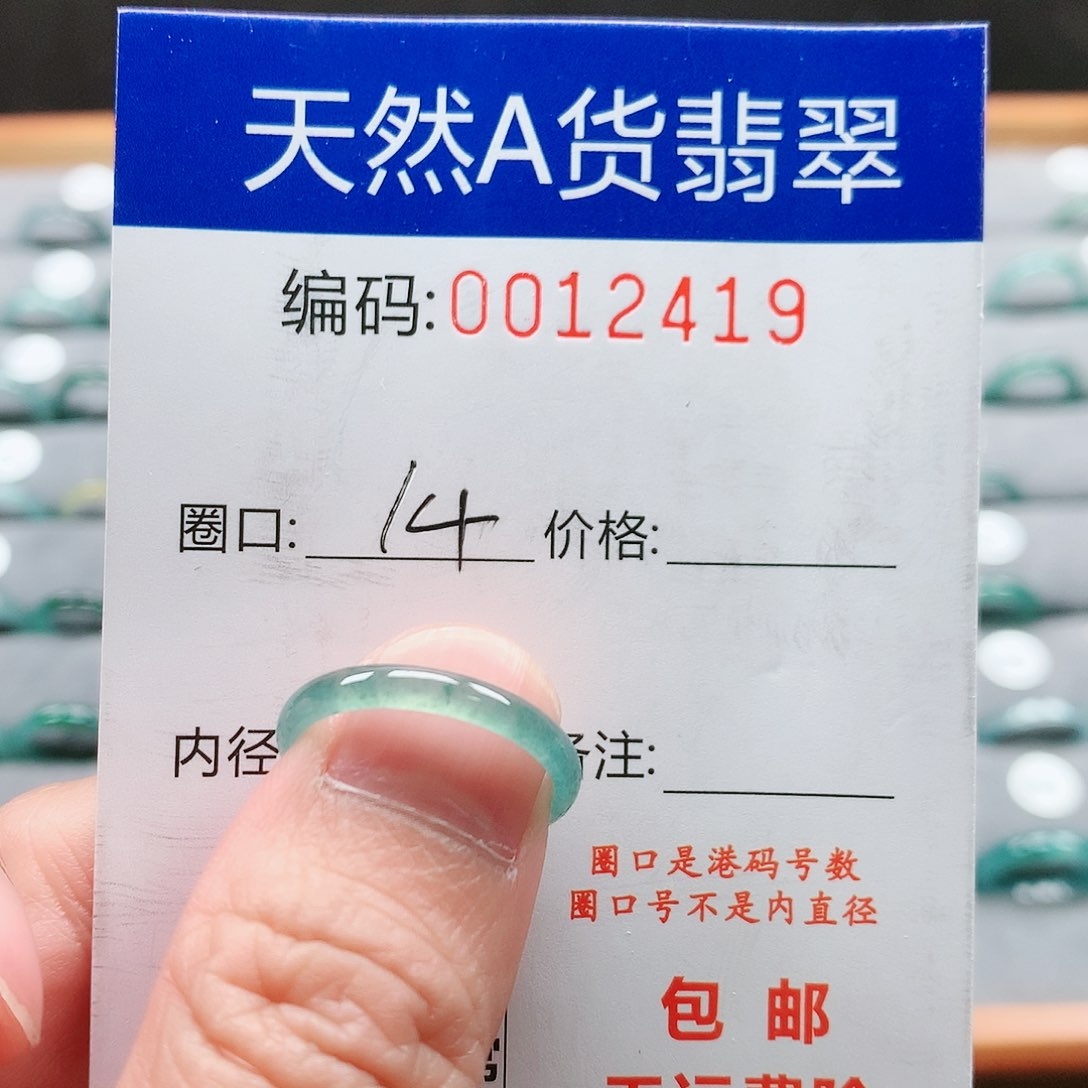 天然A货翡翠
编码:0012419
圈口: 14 价格:
内径 备注:
圈口是港码号数
圈口号不是内直径
包邮